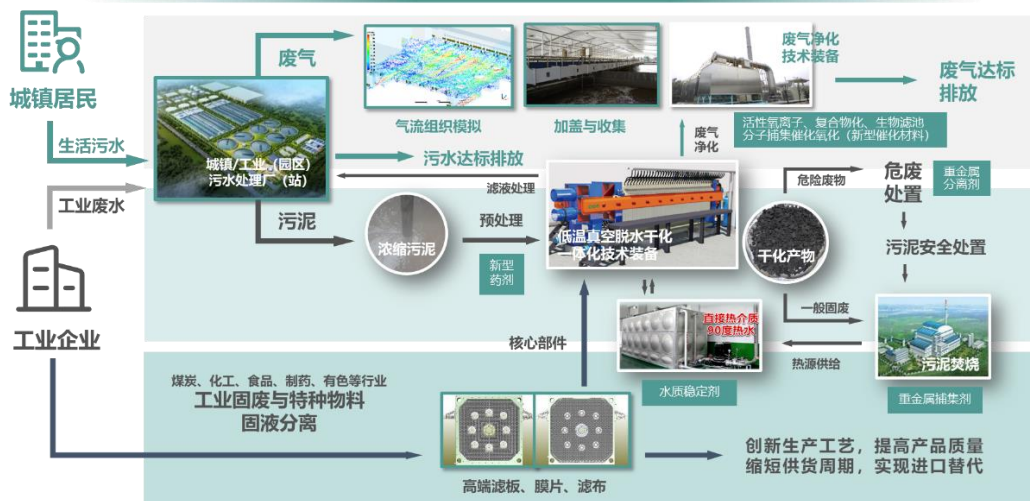 城镇居民
生活污水
工业废水
工业企业
城镇/工业（园区）
污水处理厂（站）
废气
气流组织模拟
加盖与收集
废气净化
技术装备
废气达标
排放
活性氧离子、复合物化、生物滤池
分子捕集催化氧化（新型催化材料）
废气
净化
污水达标排放
滤液处理
污泥
浓缩污泥
预处理
新型
药剂
低温真空脱水干化
一体化技术装备
危险废物
危废
处置
重金属
分离剂
干化产物
污泥安全处置
一般固废
污泥焚烧
重金属捕集剂
热源供给
直接热介质
90度热水
水质稳定剂
核心部件
煤炭、化工、食品、制药、有色等行业
工业固废与特种物料
固液分离
高端滤板、膜片、滤布
创新生产工艺，提高产品质量
缩短供货周期，实现进口替代